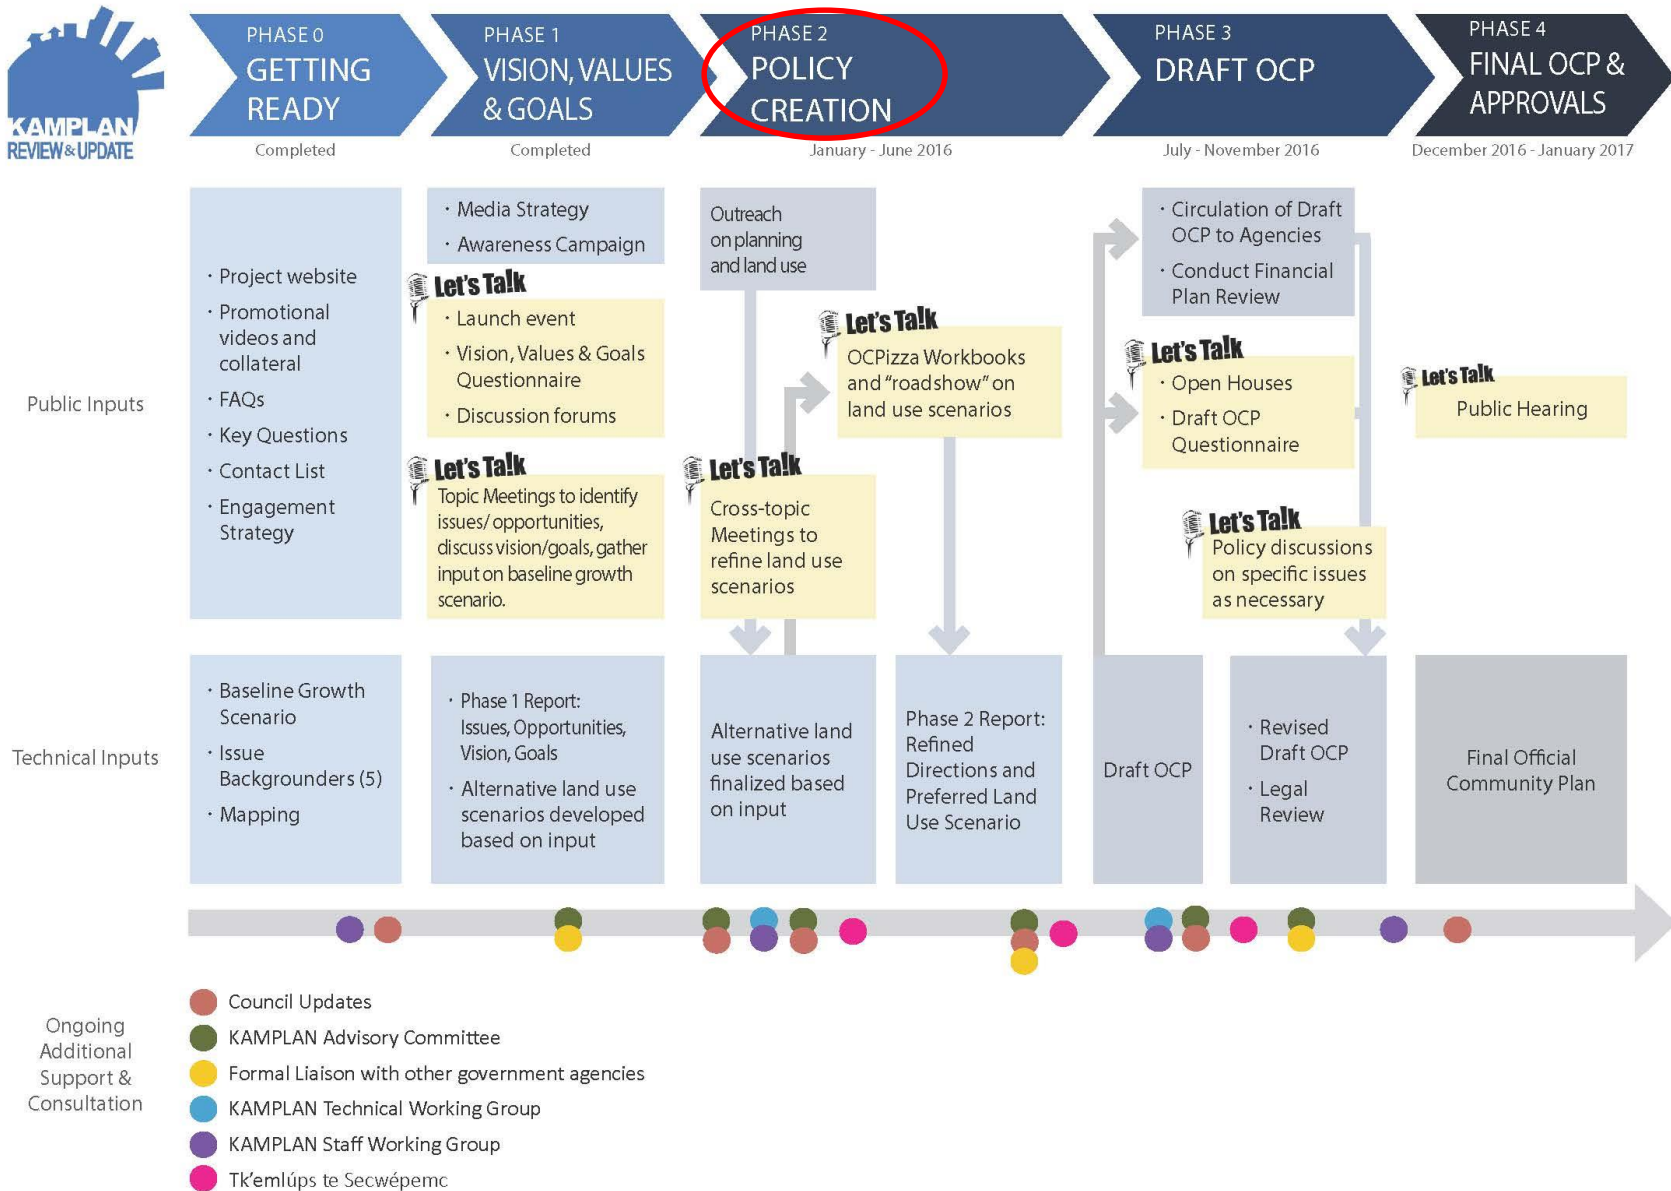 KAMPLAN
REVIEW & UPDATE
PHASE 0
GETTING
READY
Completed
PHASE 1
VISION, VALUES
& GOALS
Completed
PHASE 2
POLICY
CREATION
January - June 2016
PHASE 3
DRAFT OCP
July - November 2016
PHASE 4
FINAL OCP &
APPROVALS
December 2016 - January 2017
Public Inputs
· Project website
· Promotional
videos and
collateral
· FAQs
· Key Questions
· Contact List
· Engagement
Strategy
· Media Strategy
· Awareness Campaign
Let's Ta!k
· Launch event
· Vision, Values & Goals
Questionnaire
· Discussion forums
Let's Ta!k
Topic Meetings to identify
issues/ opportunities,
discuss vision/goals, gather
input on baseline growth
scenario.
Outreach
on planning
and land use
Let's Ta!k
OCPizza Workbooks
and "roadshow" on
land use scenarios
Let's Ta!k
Cross-topic
Meetings to
refine land use
scenarios
· Circulation of Draft
OCP to Agencies
· Conduct Financial
Plan Review
Let's Ta!k
· Open Houses
· Draft OCP
Questionnaire
Let's Ta!k
Policy discussions
on specific issues
as necessary
Let's Ta!k
Public Hearing
Technical Inputs
· Baseline Growth
Scenario
· Issue
Backgrounders (5)
· Mapping
· Phase 1 Report:
Issues, Opportunities,
Vision, Goals
· Alternative land use
scenarios developed
based on input
Alternative land
use scenarios
finalized based
on input
Phase 2 Report:
Refined
Directions and
Preferred Land
Use Scenario
Draft OCP
· Revised
Draft OCP
· Legal
Review
Final Official
Community Plan
Ongoing
Additional
Support &
Consultation
Council Updates
KAMPLAN Advisory Committee
Formal Liaison with other government agencies
KAMPLAN Technical Working Group
KAMPLAN Staff Working Group
Tk'emlúps te Secwépemc